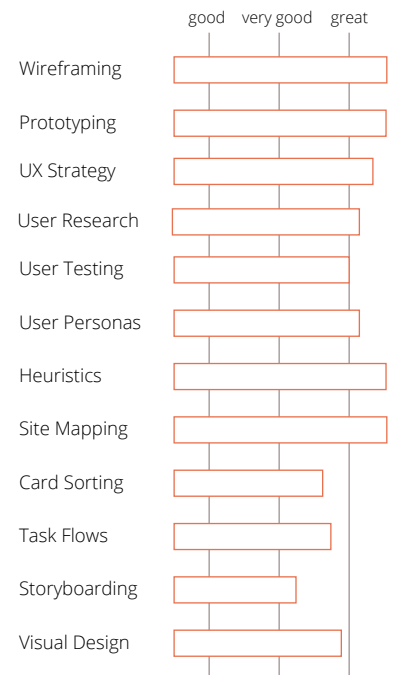 good very good great
Wireframing
Prototyping
UX Strategy
User Research
User Testing
User Personas
Heuristics
Site Mapping
Card Sorting
Task Flows
Storyboarding
Visual Design